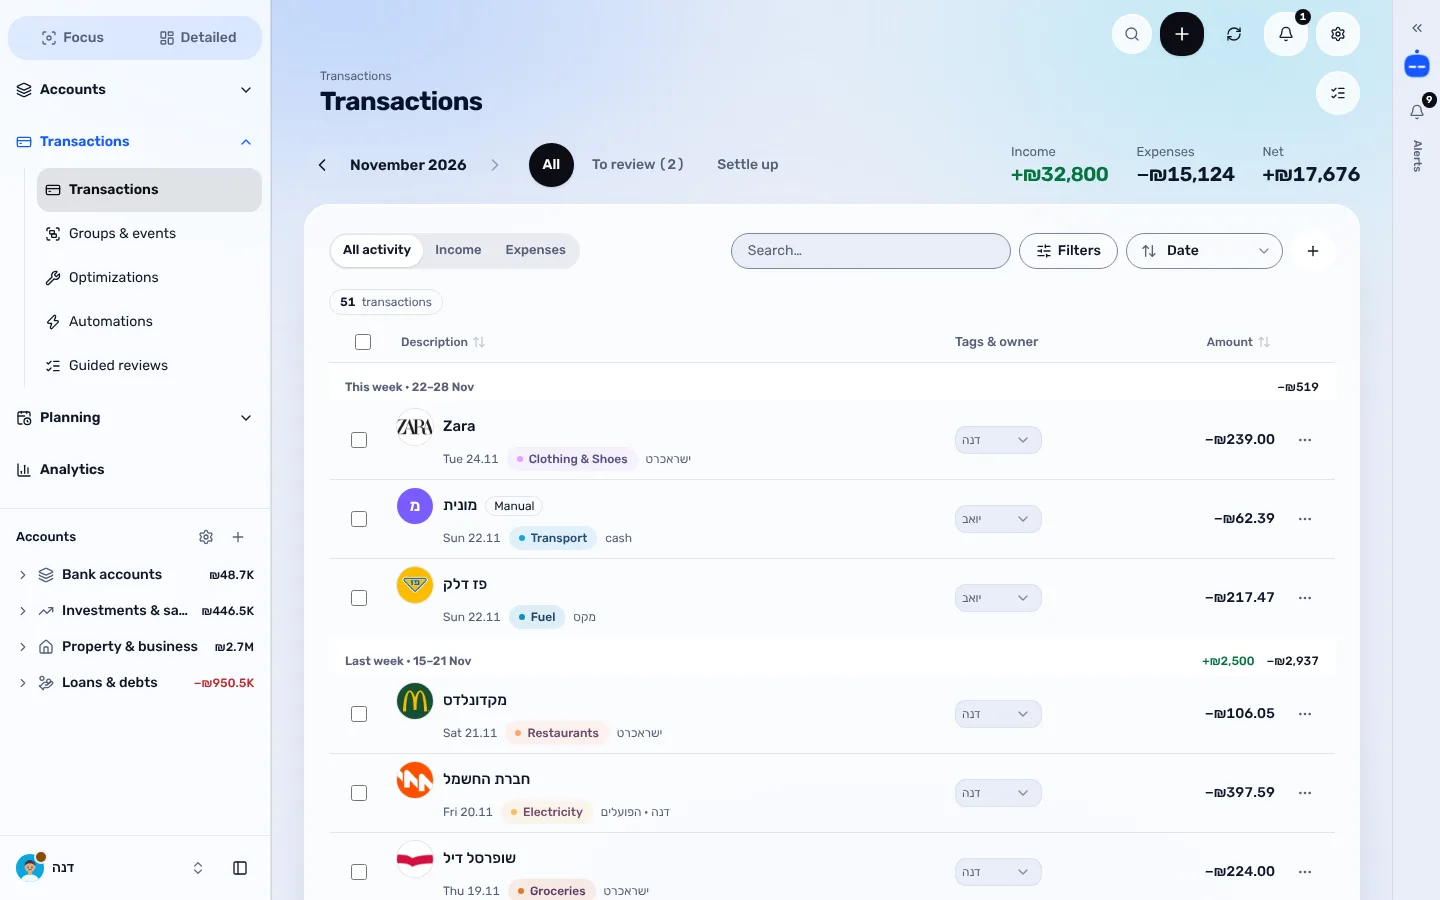 Focus
Detailed
Accounts
Transactions
Transactions
Groups & events
Optimizations
Automations
Guided reviews
Planning
Analytics
Accounts
Bank accounts ₪48.7K
Investments & sa... ₪446.5K
Property & business ₪2.7M
Loans & debts −₪950.5K
דנה
1
Transactions
Transactions
November 2026
All
To review (2)
Settle up
Income
+₪32,800
Expenses
−₪15,124
Net
+₪17,676
All activity
Income
Expenses
Search...
Filters
Date
51 transactions
Description
Tags & owner
Amount
This week • 22–28 Nov −₪519
ZARA
Zara
Tue 24.11 Clothing & Shoes ישראכרט
דנה
−₪239.00
מ
מונית Manual
Sun 22.11 Transport cash
יואב
−₪62.39
פז
פז דלק
Sun 22.11 Fuel מקס
יואב
−₪217.47
Last week • 15–21 Nov +₪2,500 −₪2,937
מקדונלדס
Sat 21.11 Restaurants ישראכרט
דנה
−₪106.05
חברת החשמל
Fri 20.11 Electricity דנה • הפועלים
דנה
−₪397.59
שופרסל דיל
Thu 19.11 Groceries ישראכרט
דנה
−₪224.00
9
Alerts